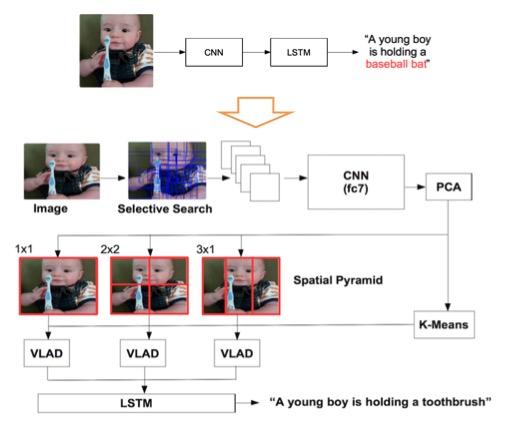 CNN
LSTM
"A young boy
is holding a
baseball bat"
CNN
(fc7)
PCA
Image
Selective Search
1x1
2x2
3x1
Spatial Pyramid
K-Means
VLAD
VLAD
VLAD
LSTM
"A young boy is holding a toothbrush"